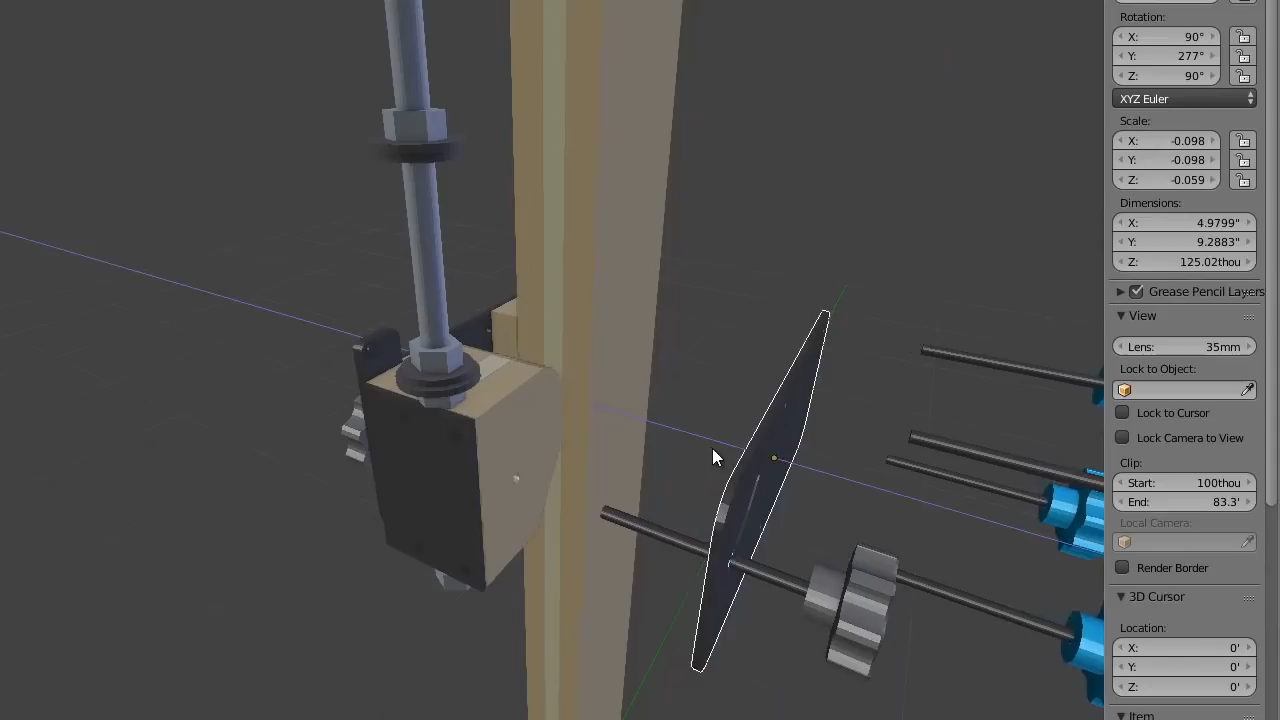 Rotation:
X: 90°
Y: 277°
Z: 90°
XYZ Euler
Scale:
X: -0.098
Y: -0.098
Z: -0.059
Dimensions:
X: 4.9799"
Y: 9.2883"
Z: 125.02thou
Grease Pencil Layers
View
Lens: 35mm
Lock to Object:
Lock to Cursor
Lock Camera to View
Clip:
Start: 100thou
End: 83.3'
Local Camera:
Render Border
3D Cursor
Location:
X: 0'
Y: 0'
Z: 0'
Item